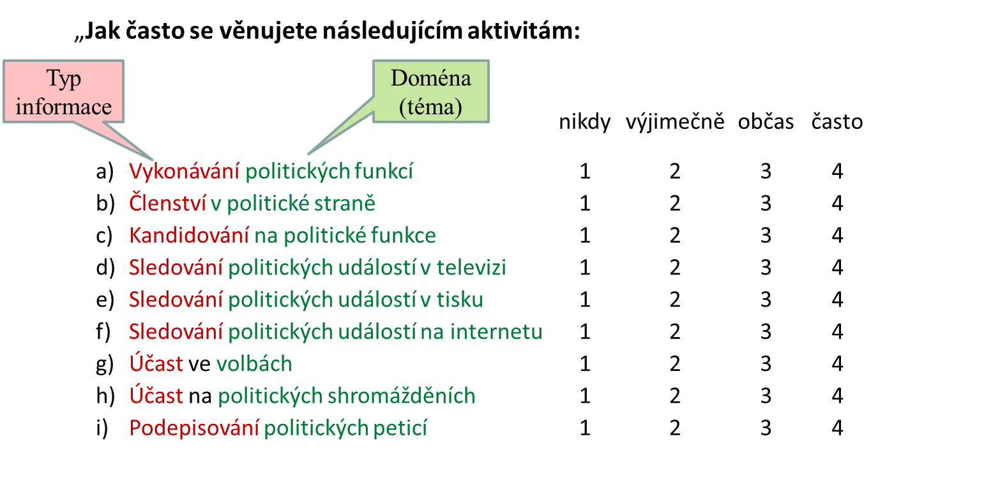 „Jak často se věnujete následujícím aktivitám:
Typ
informace
Doména
(téma)
nikdy výjimečně občas často
a) Vykonávání politických funkcí 1 2 3 4
b) Členství v politické straně 1 2 3 4
c) Kandidování na politické funkce 1 2 3 4
d) Sledování politických událostí v televizi 1 2 3 4
e) Sledování politických událostí v tisku 1 2 3 4
f) Sledování politických událostí na internetu 1 2 3 4
g) Účast ve volbách 1 2 3 4
h) Účast na politických shromážděních 1 2 3 4
i) Podepisování politických peticí 1 2 3 4